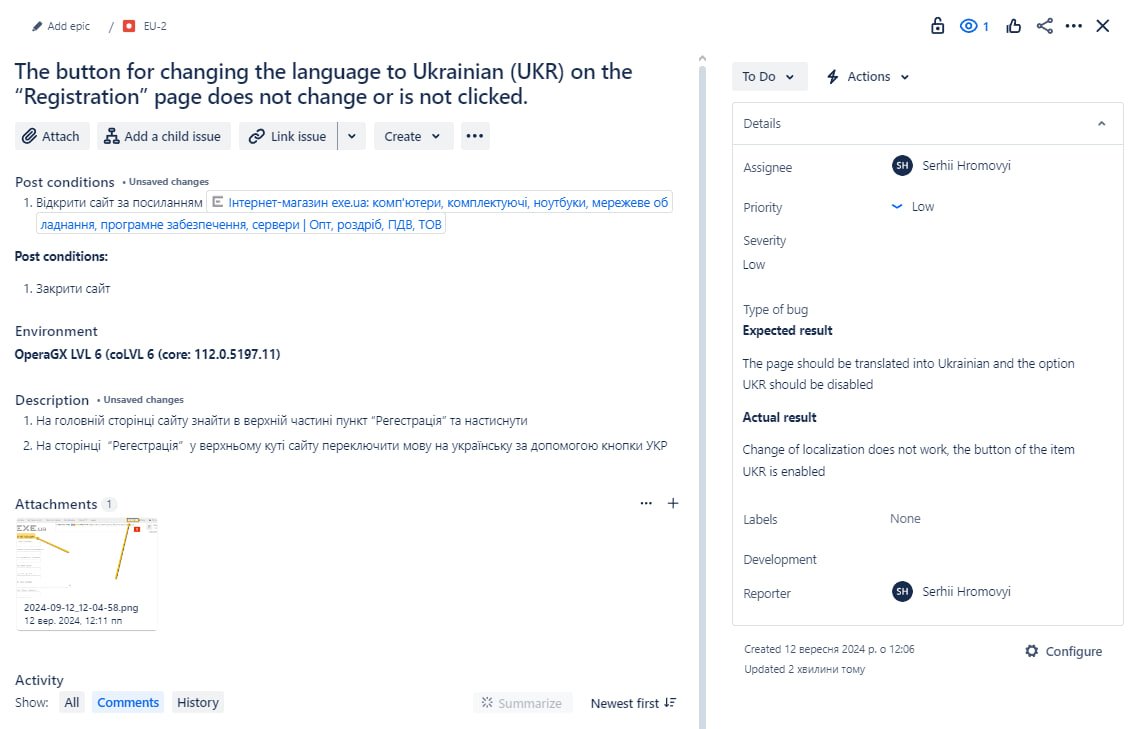 Add epic / EU-2
1
The button for changing the language to Ukrainian (UKR) on the
“Registration” page does not change or is not clicked.
Attach Add a child issue Link issue Create
Post conditions • Unsaved changes
1. Відкрити сайт за посиланням Інтернет-магазин exe.ua: комп'ютери, комплектуючі, ноутбуки, мережеве об
ладнання, програмне забезпечення, сервери | Опт, роздріб, ПДВ, ТОВ
Post conditions:
1. Закрити сайт
Environment
OperaGX LVL 6 (coLVL 6 (core: 112.0.5197.11)
Description • Unsaved changes
1. На головній сторінці сайту знайти в верхній частині пункт “Регестрація” та настиснути
2. На сторінці “Регестрація” у верхньому куті сайту переключити мову на українську за допомогою кнопки УКР
Attachments 1
EXE.ua
2024-09-12_12-04-58.png
12 вер. 2024, 12:11 пп
Activity
Show: All Comments History Summarize Newest first
To Do Actions
Details
Assignee SH Serhii Hromovyi
Priority Low
Severity
Low
Type of bug
Expected result
The page should be translated into Ukrainian and the option
UKR should be disabled
Actual result
Change of localization does not work, the button of the item
UKR is enabled
Labels None
Development
Reporter SH Serhii Hromovyi
Created 12 вересня 2024 р. о 12:06
Configure
Updated 2 хвилини тому